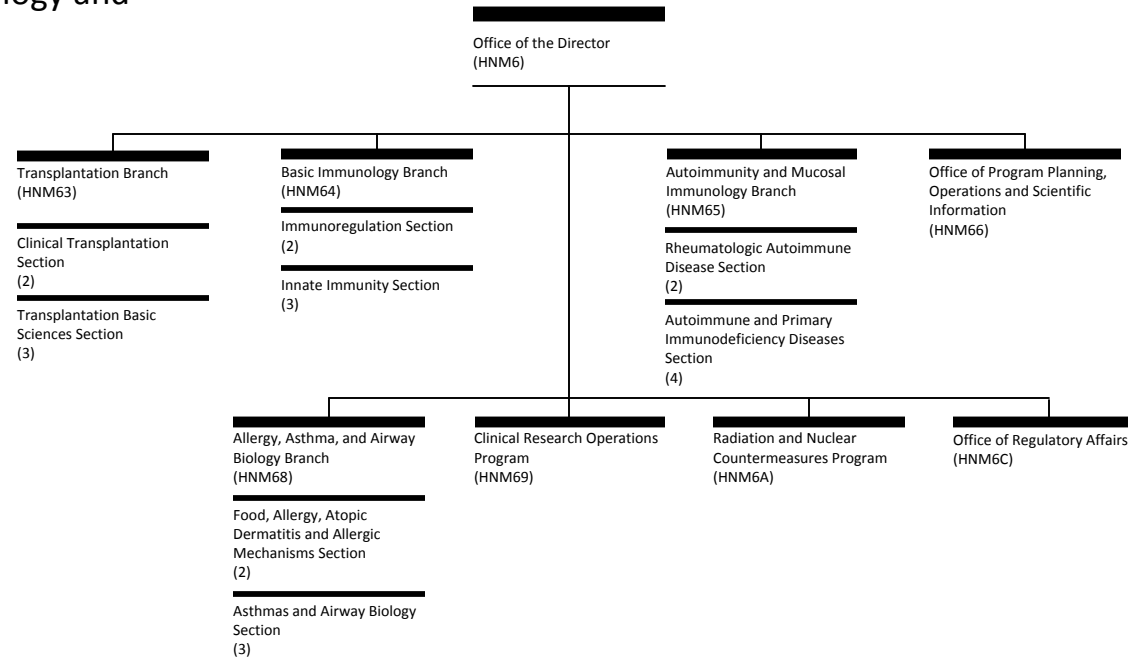 ology and
Office of the Director
(HNM6)
Transplantation Branch
(HNM63)
Clinical Transplantation
Section
(2)
Transplantation Basic
Sciences Section
(3)
Basic Immunology Branch
(HNM64)
Immunoregulation Section
(2)
Innate Immunity Section
(3)
Autoimmunity and Mucosal
Immunology Branch
(HNM65)
Rheumatologic Autoimmune
Disease Section
(2)
Autoimmune and Primary
Immunodeficiency Diseases
Section
(4)
Office of Program Planning,
Operations and Scientific
Information
(HNM66)
Allergy, Asthma, and Airway
Biology Branch
(HNM68)
Food, Allergy, Atopic
Dermatitis and Allergic
Mechanisms Section
(2)
Asthmas and Airway Biology
Section
(3)
Clinical Research Operations
Program
(HNM69)
Radiation and Nuclear
Countermeasures Program
(HNM6A)
Office of Regulatory Affairs
(HNM6C)